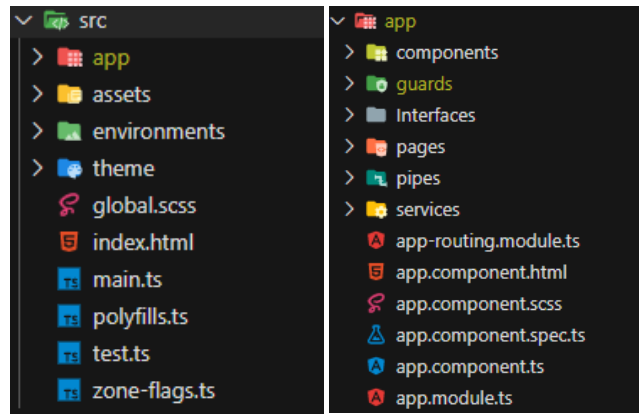 src
app
assets
environments
theme
global.scss
index.html
main.ts
polyfills.ts
test.ts
zone-flags.ts
app
components
guards
Interfaces
pages
pipes
services
app-routing.module.ts
app.component.html
app.component.scss
app.component.spec.ts
app.component.ts
app.module.ts